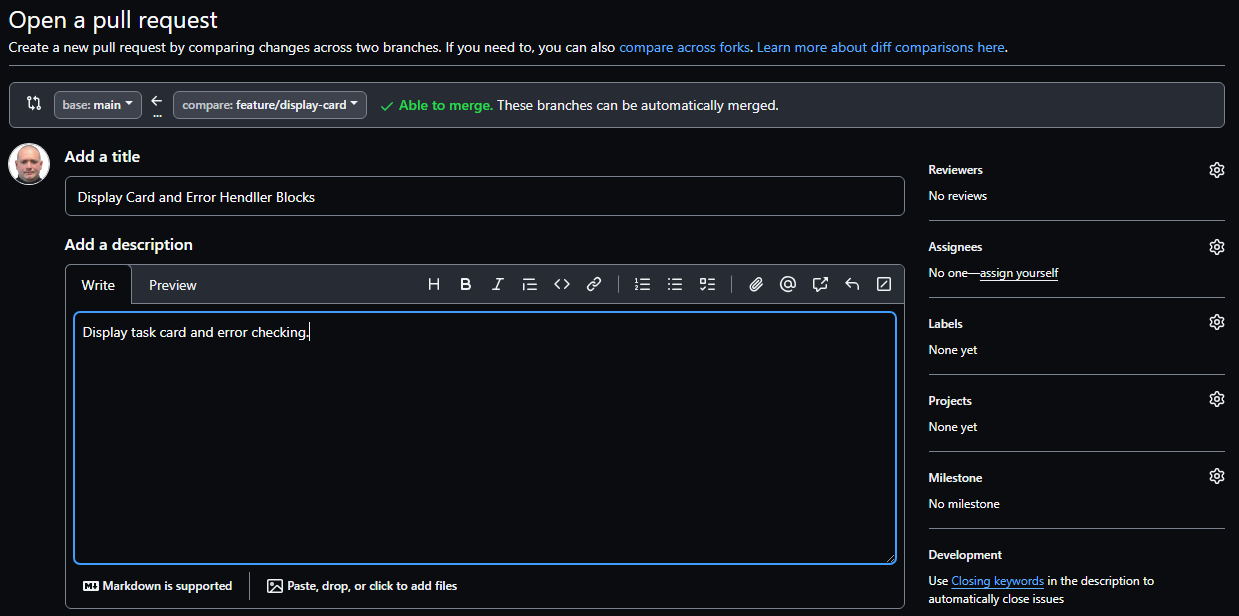 Open a pull request
Create a new pull request by comparing changes across two branches. If you need to, you can also compare across forks. Learn more about diff comparisons here.
base: main
...
compare: feature/display-card
Able to merge. These branches can be automatically merged.
Add a title
Display Card and Error Hendller Blocks
Add a description
Write
Preview
Display task card and error checking.
Markdown is supported
Paste, drop, or click to add files
Reviewers
No reviews
Assignees
No one—assign yourself
Labels
None yet
Projects
None yet
Milestone
No milestone
Development
Use Closing keywords in the description to
automatically close issues